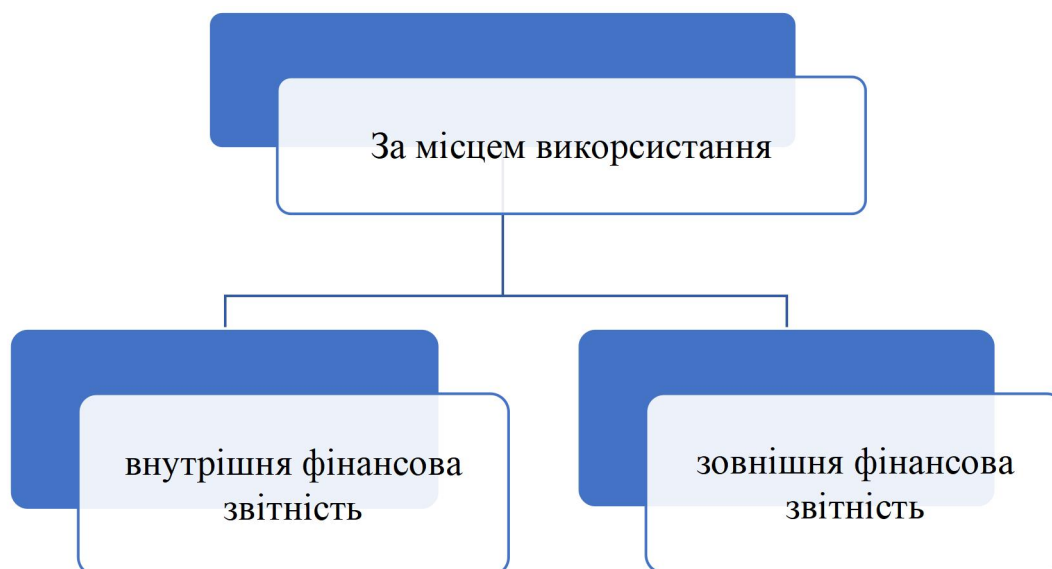 За місцем викорсистання
внутрішня фінансова
звітність
зовнішня фінансова
звітність